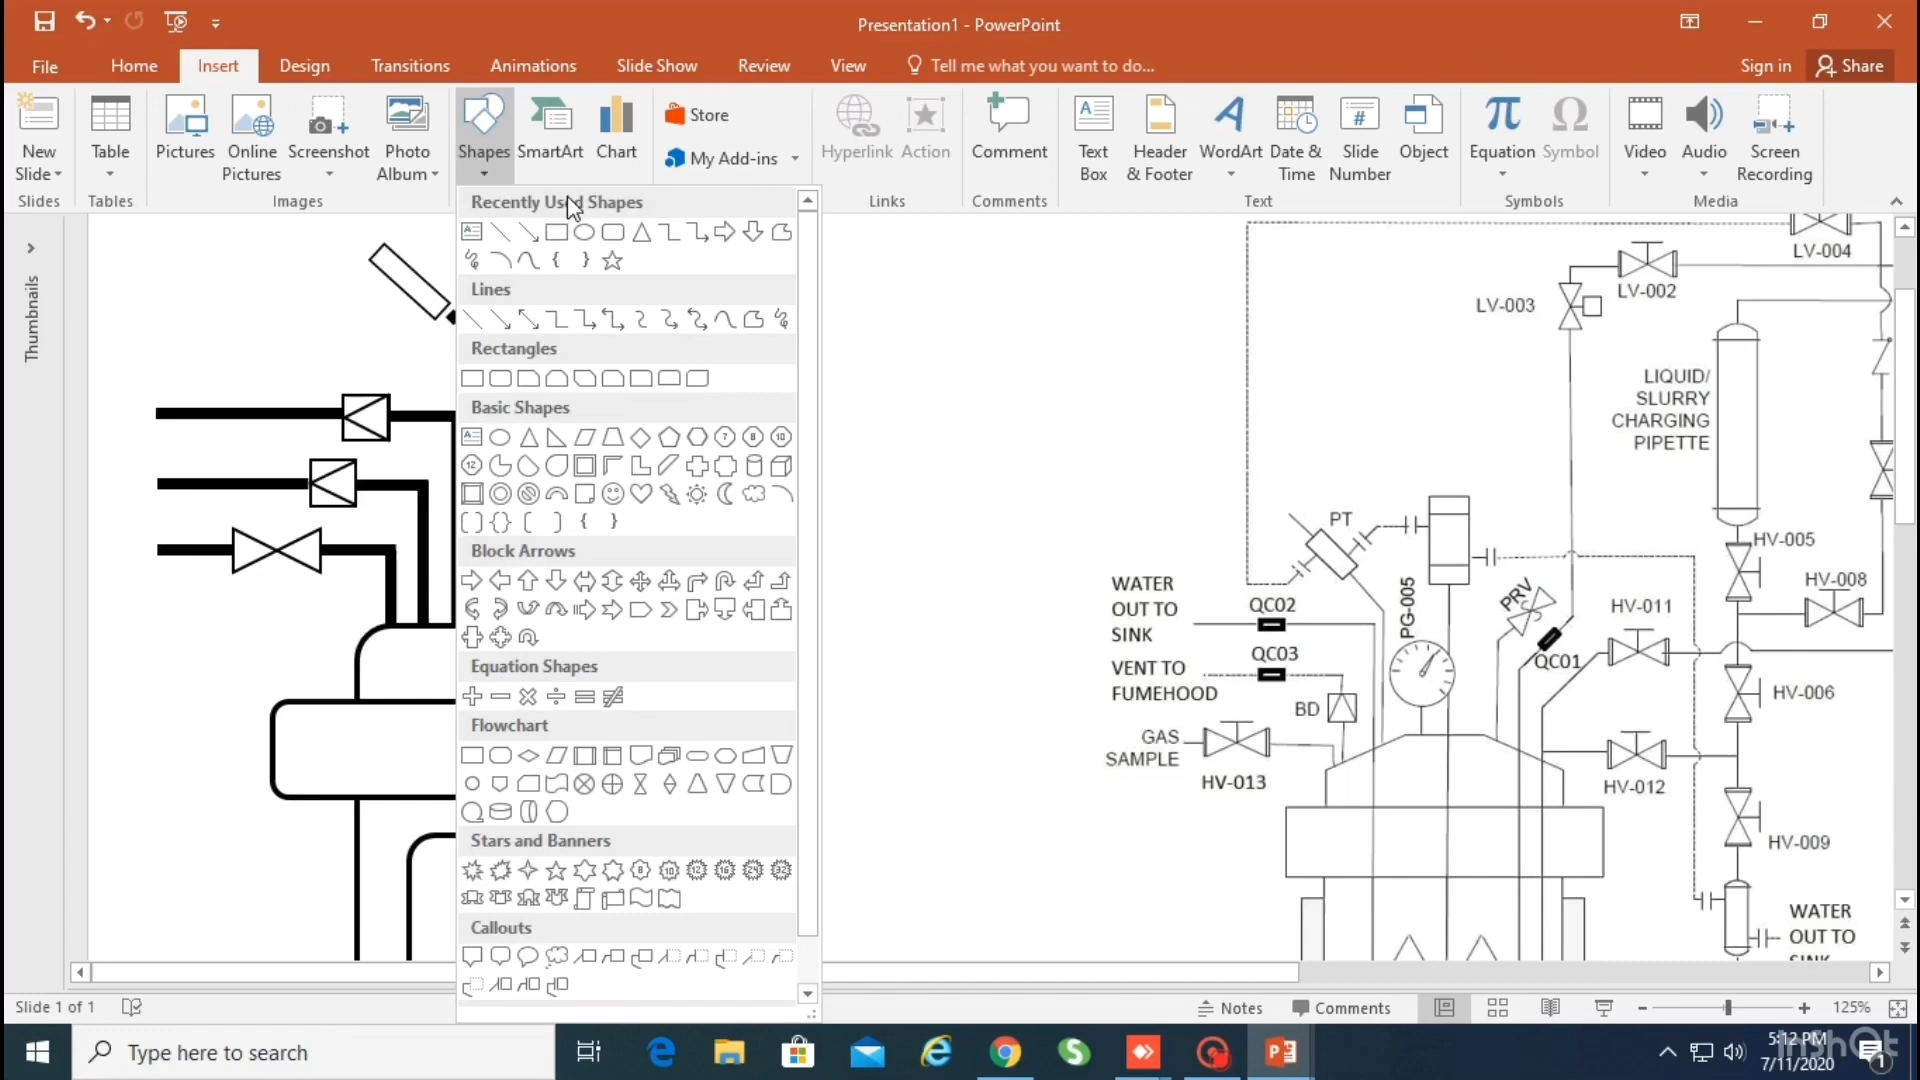 Presentation1 - PowerPoint
File Home Insert Design Transitions Animations Slide Show Review View Tell me what you want to do... Sign in Share
New Slide
Table
Pictures
Online Pictures
Screenshot
Photo Album
Shapes
SmartArt
Chart
Store
My Add-ins
Hyperlink
Action
Comment
Text Box
Header & Footer
WordArt
Date & Time
Slide Number
Object
Equation
Symbol
Video
Audio
Screen Recording
Slides Tables Images Links Comments Text Symbols Media
Thumbnails
Recently Used Shapes
Lines
Rectangles
Basic Shapes
Block Arrows
Equation Shapes
Flowchart
Stars and Banners
Callouts
LV-004
LV-002
LV-003
LIQUID/
SLURRY
CHARGING
PIPETTE
PT
HV-005
HV-008
WATER
OUT TO
SINK
QC02
PG-005
PRV
HV-011
QC03
QC01
VENT TO
FUMEHOOD
HV-006
BD
GAS
SAMPLE
HV-013
HV-012
HV-009
WATER
OUT TO
SINK
Slide 1 of 1
Notes
Comments
125%
Type here to search
5:12 PM
7/11/2020
InShOt
1